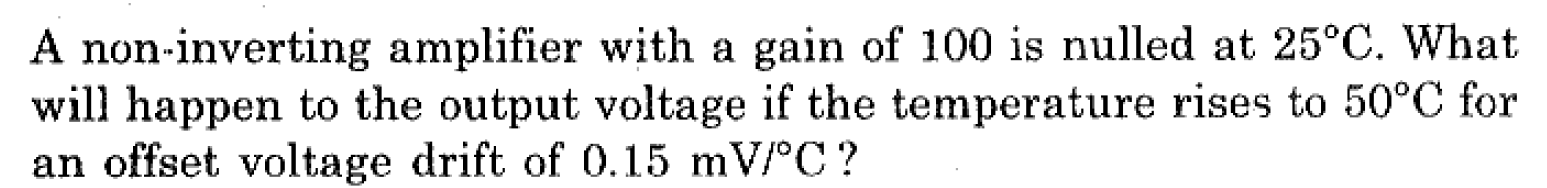 A non-inverting amplifier with a gain of 100 is nulled at 25°C. What
will happen to the output voltage if the temperature rises to 50°C for
an offset voltage drift of 0.15 mV/°C ?